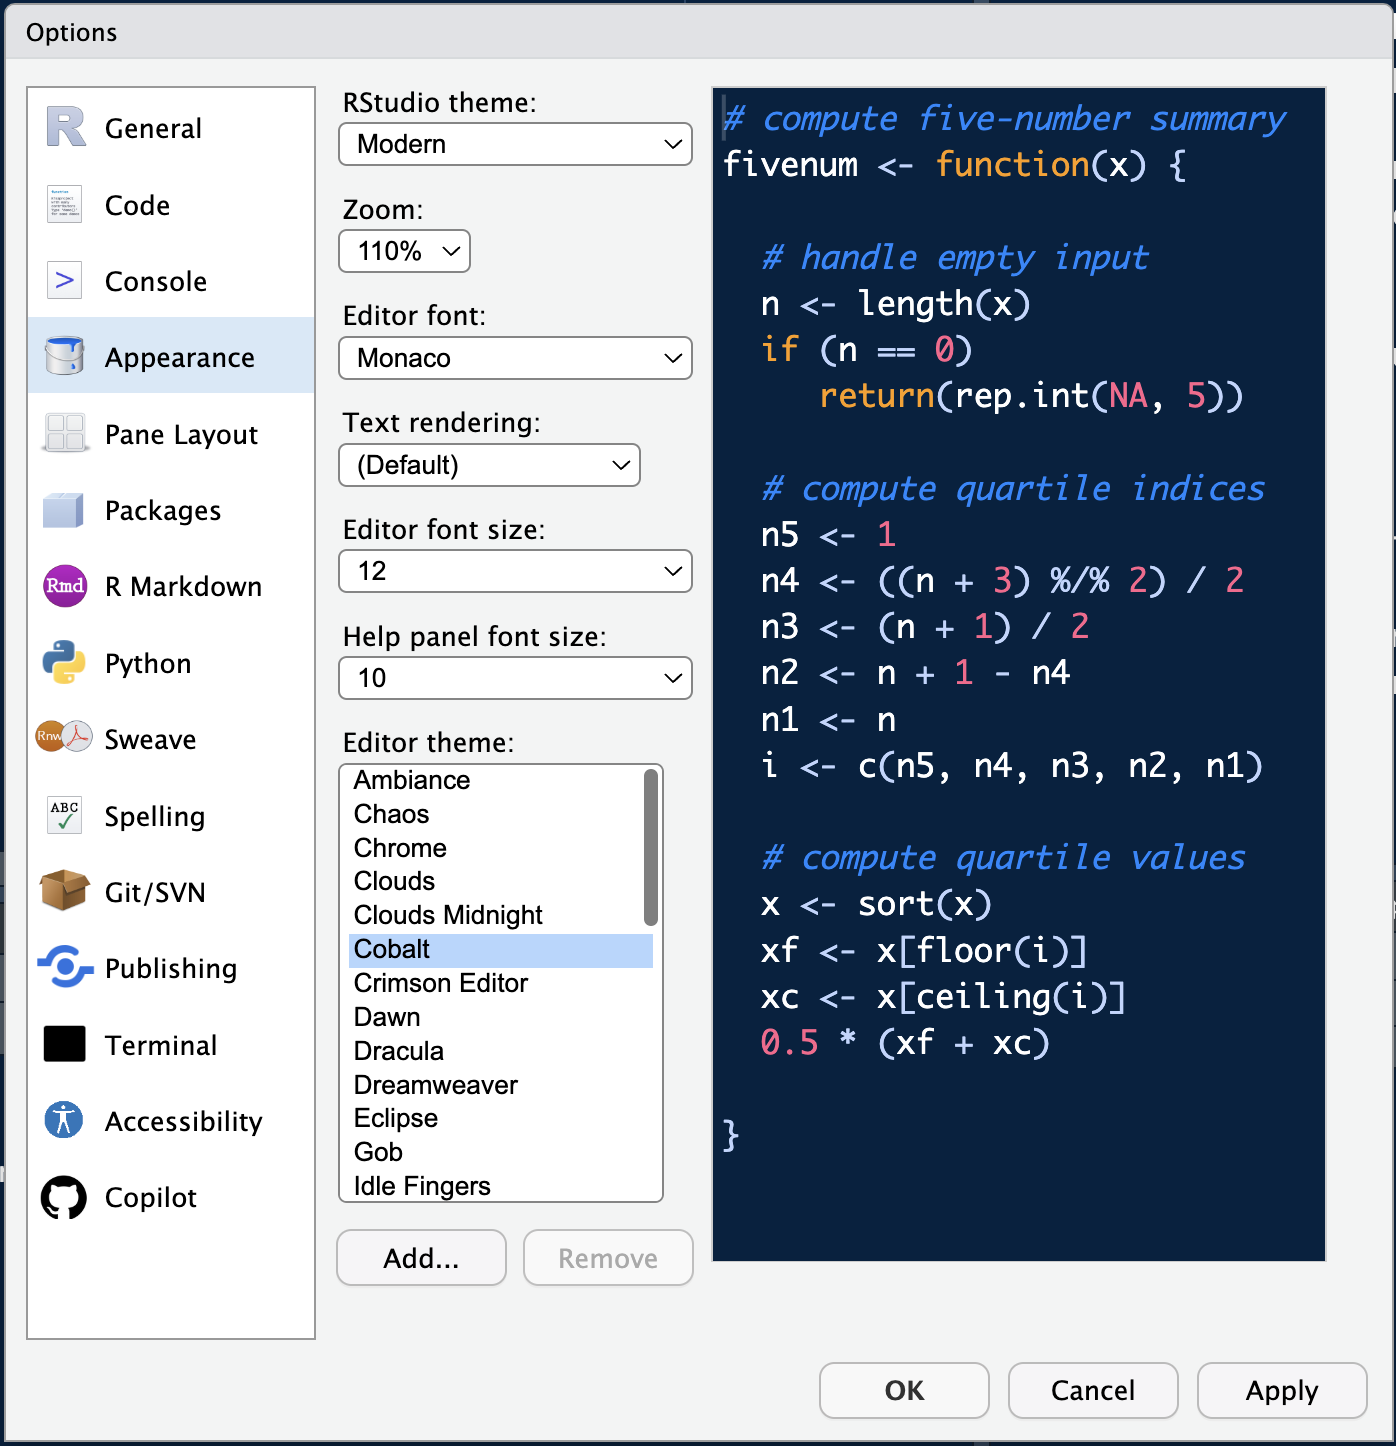 Options
General
Code
Console
Appearance
Pane Layout
Packages
Rmd R Markdown
Python
Rnw Sweave
ABC Spelling
Git/SVN
Publishing
Terminal
Accessibility
Copilot
RStudio theme:
Modern
Zoom:
110%
Editor font:
Monaco
Text rendering:
(Default)
Editor font size:
12
Help panel font size:
10
Editor theme:
Ambiance
Chaos
Chrome
Clouds
Clouds Midnight
Cobalt
Crimson Editor
Dawn
Dracula
Dreamweaver
Eclipse
Gob
Idle Fingers
Add...
Remove
# compute five-number summary
fivenum <- function(x) {
# handle empty input
n <- length(x)
if (n == 0)
return(rep.int(NA, 5))
# compute quartile indices
n5 <- 1
n4 <- ((n + 3) %/% 2) / 2
n3 <- (n + 1) / 2
n2 <- n + 1 - n4
n1 <- n
i <- c(n5, n4, n3, n2, n1)
# compute quartile values
x <- sort(x)
xf <- x[floor(i)]
xc <- x[ceiling(i)]
0.5 * (xf + xc)
}
OK
Cancel
Apply